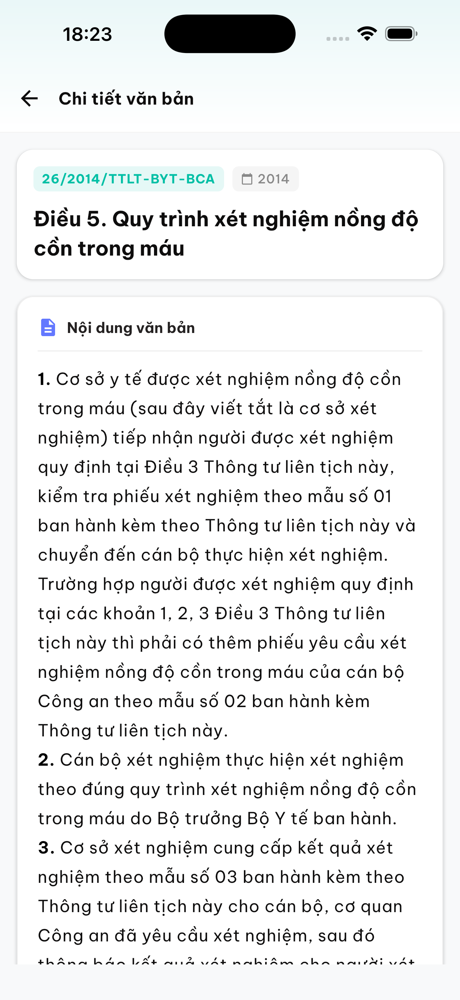 18:23
Chi tiết văn bản
26/2014/TTLT-BYT-BCA
2014
Điều 5. Quy trình xét nghiệm nồng độ
cồn trong máu
Nội dung văn bản
1. Cơ sở y tế được xét nghiệm nồng độ cồn
trong máu (sau đây viết tắt là cơ sở xét
nghiệm) tiếp nhận người được xét nghiệm
quy định tại Điều 3 Thông tư liên tịch này,
kiểm tra phiếu xét nghiệm theo mẫu số 01
ban hành kèm theo Thông tư liên tịch này và
chuyển đến cán bộ thực hiện xét nghiệm.
Trường hợp người được xét nghiệm quy định
tại các khoản 1, 2, 3 Điều 3 Thông tư liên
tịch này thì phải có thêm phiếu yêu cầu xét
nghiệm nồng độ cồn trong máu của cán bộ
Công an theo mẫu số 02 ban hành kèm
Thông tư liên tịch này.
2. Cán bộ xét nghiệm thực hiện xét nghiệm
theo đúng quy trình xét nghiệm nồng độ cồn
trong máu do Bộ trưởng Bộ Y tế ban hành.
3. Cơ sở xét nghiệm cung cấp kết quả xét
nghiệm theo mẫu số 03 ban hành kèm theo
Thông tư liên tịch này cho cán bộ, cơ quan
Công an đã yêu cầu xét nghiệm, sau đó
thông báo kết quả xét nghiệm cho người xét